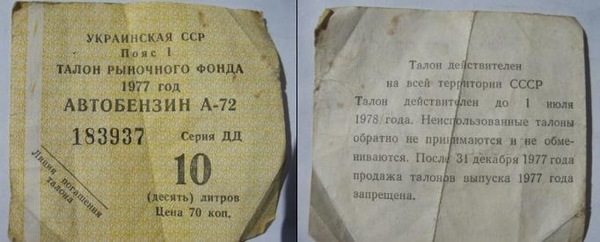 УКРАИНСКАЯ ССР
Пояс I
ТАЛОН РЫНОЧНОГО ФОНДА
1977 год
АВТОБЕНЗИН А-72
183937 Серия ДД
10
(десять) литров
Цена 70 коп.
Линия погашения
талона
Талон действителен
на всей территории СССР
Талон действителен до 1 июля
1978 года. Неиспользованные талоны
обратно не принимаются и не обме-
ниваются. После 31 декабря 1977 года
продажа талонов выпуска 1977 года
запрещена.